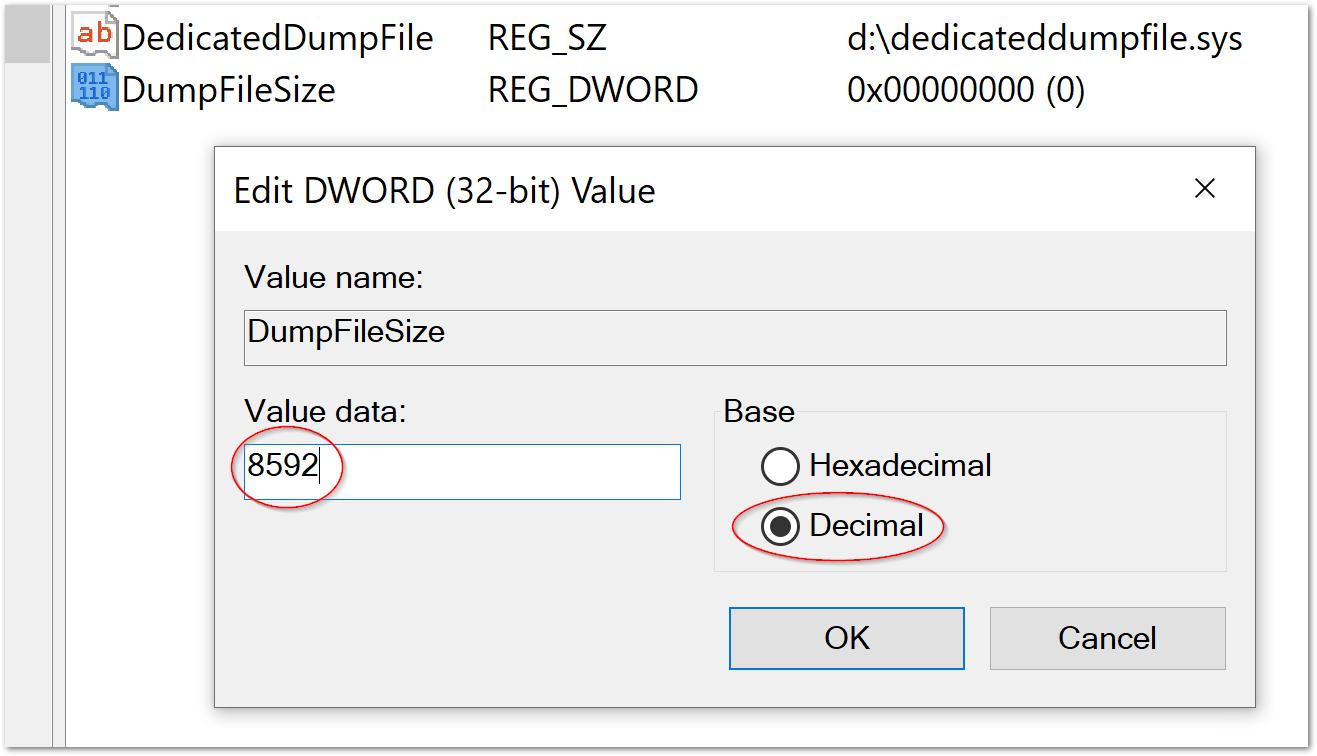 ab DedicatedDumpFile REG_SZ d:\dedicateddumpfile.sys
011 110 DumpFileSize REG_DWORD 0x00000000 (0)
Edit DWORD (32-bit) Value
Value name:
DumpFileSize
Value data:
8592
Base
Hexadecimal
Decimal
OK Cancel